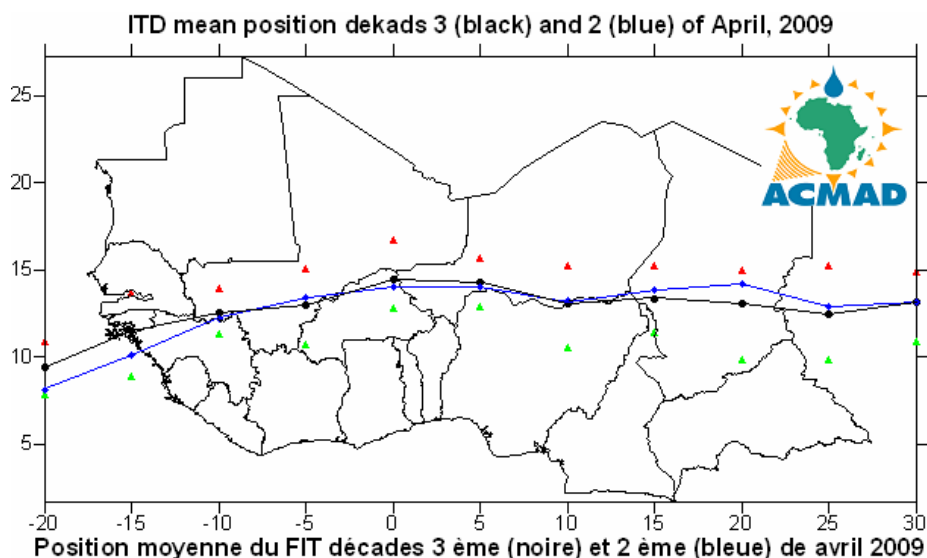 ITD mean position dekads 3 (black) and 2 (blue) of April, 2009
25
20
15
10
5
ACMAD
-20 -15 -10 -5 0 5 10 15 20 25 30
Position moyenne du FIT décades 3 ème (noire) et 2 ème (bleue) de avril 2009